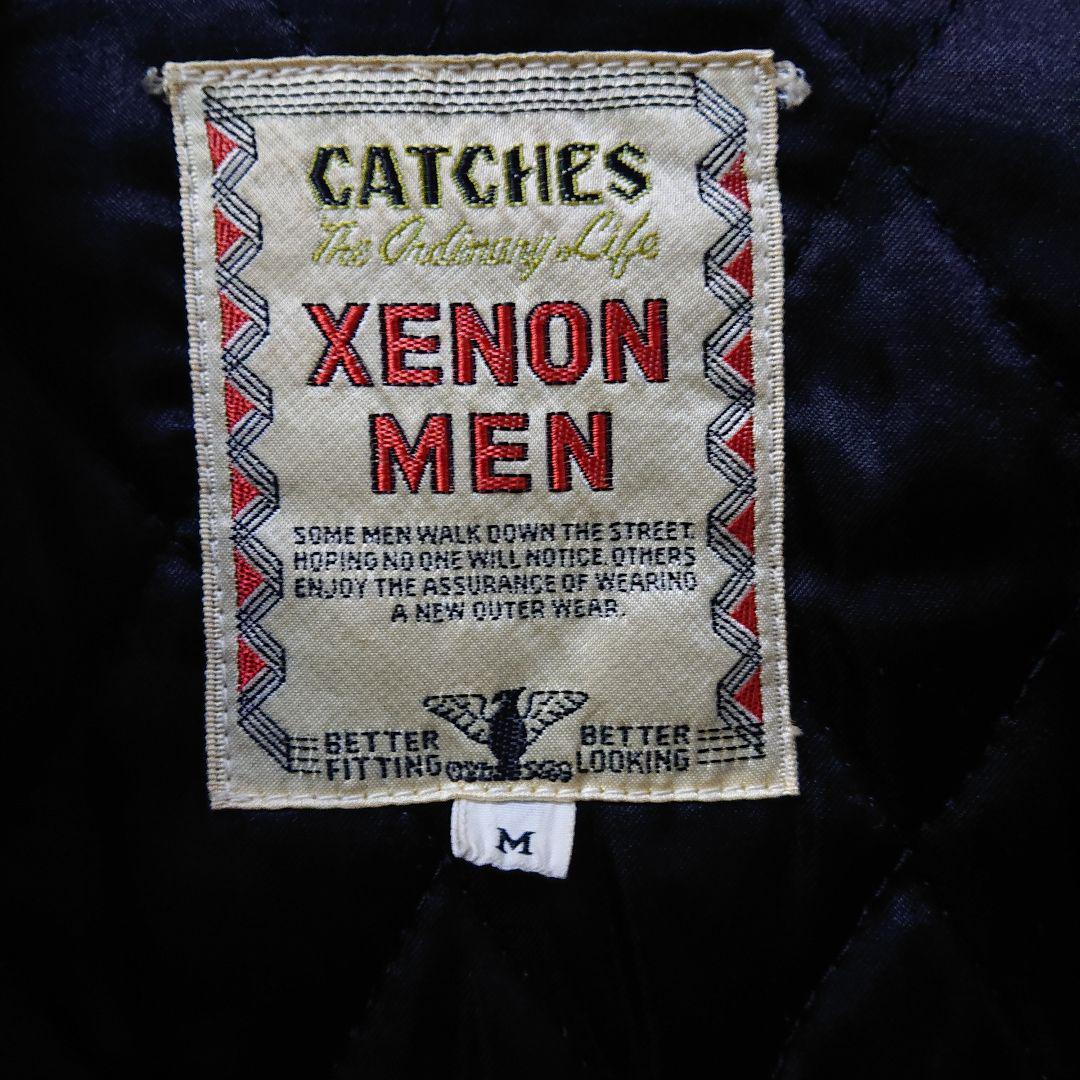 CATCHES
The Ordinary in Life
XENON
MEN
SOME MEN WALK DOWN THE STREET.
HOPING NO ONE WILL NOTICE. OTHERS
ENJOY THE ASSURANCE OF WEARING
A NEW OUTER WEAR.
BETTER BETTER
FITTING LOOKING
M